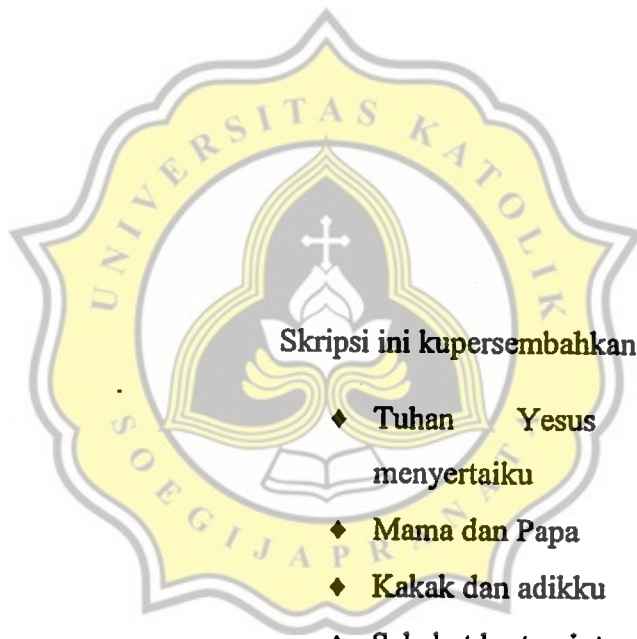 UNIVERSITAS KATOLIK
SOEGIJAPRANATA
Skripsi ini kupersembahkan
♦ Tuhan Yesus
menyertaiku
♦ Mama dan Papa
♦ Kakak dan adikku